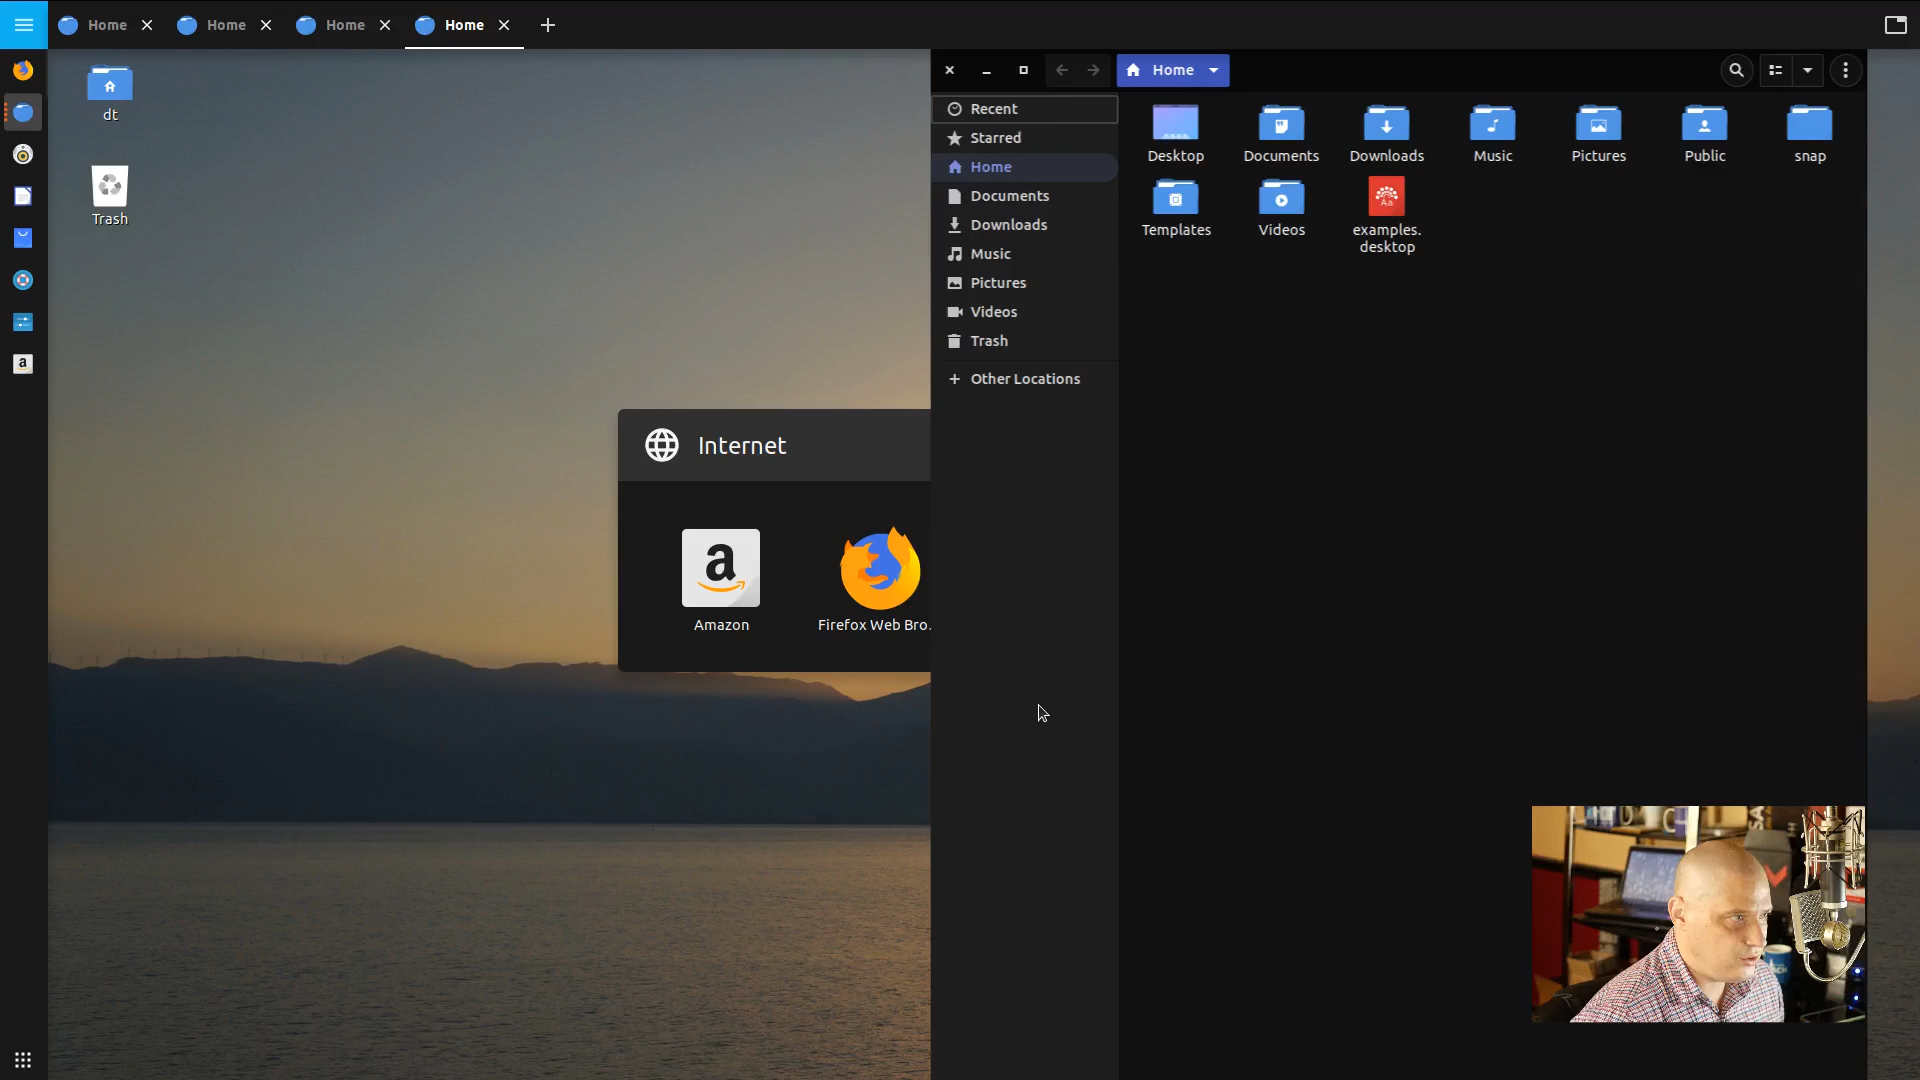 Home
Home
Home
Home
dt
Trash
Home
Recent
Starred
Home
Documents
Downloads
Music
Pictures
Videos
Trash
Other Locations
Desktop
Documents
Downloads
Music
Pictures
Public
snap
Templates
Videos
Aa
examples.
desktop
Internet
a
Amazon
Firefox Web Bro.
a